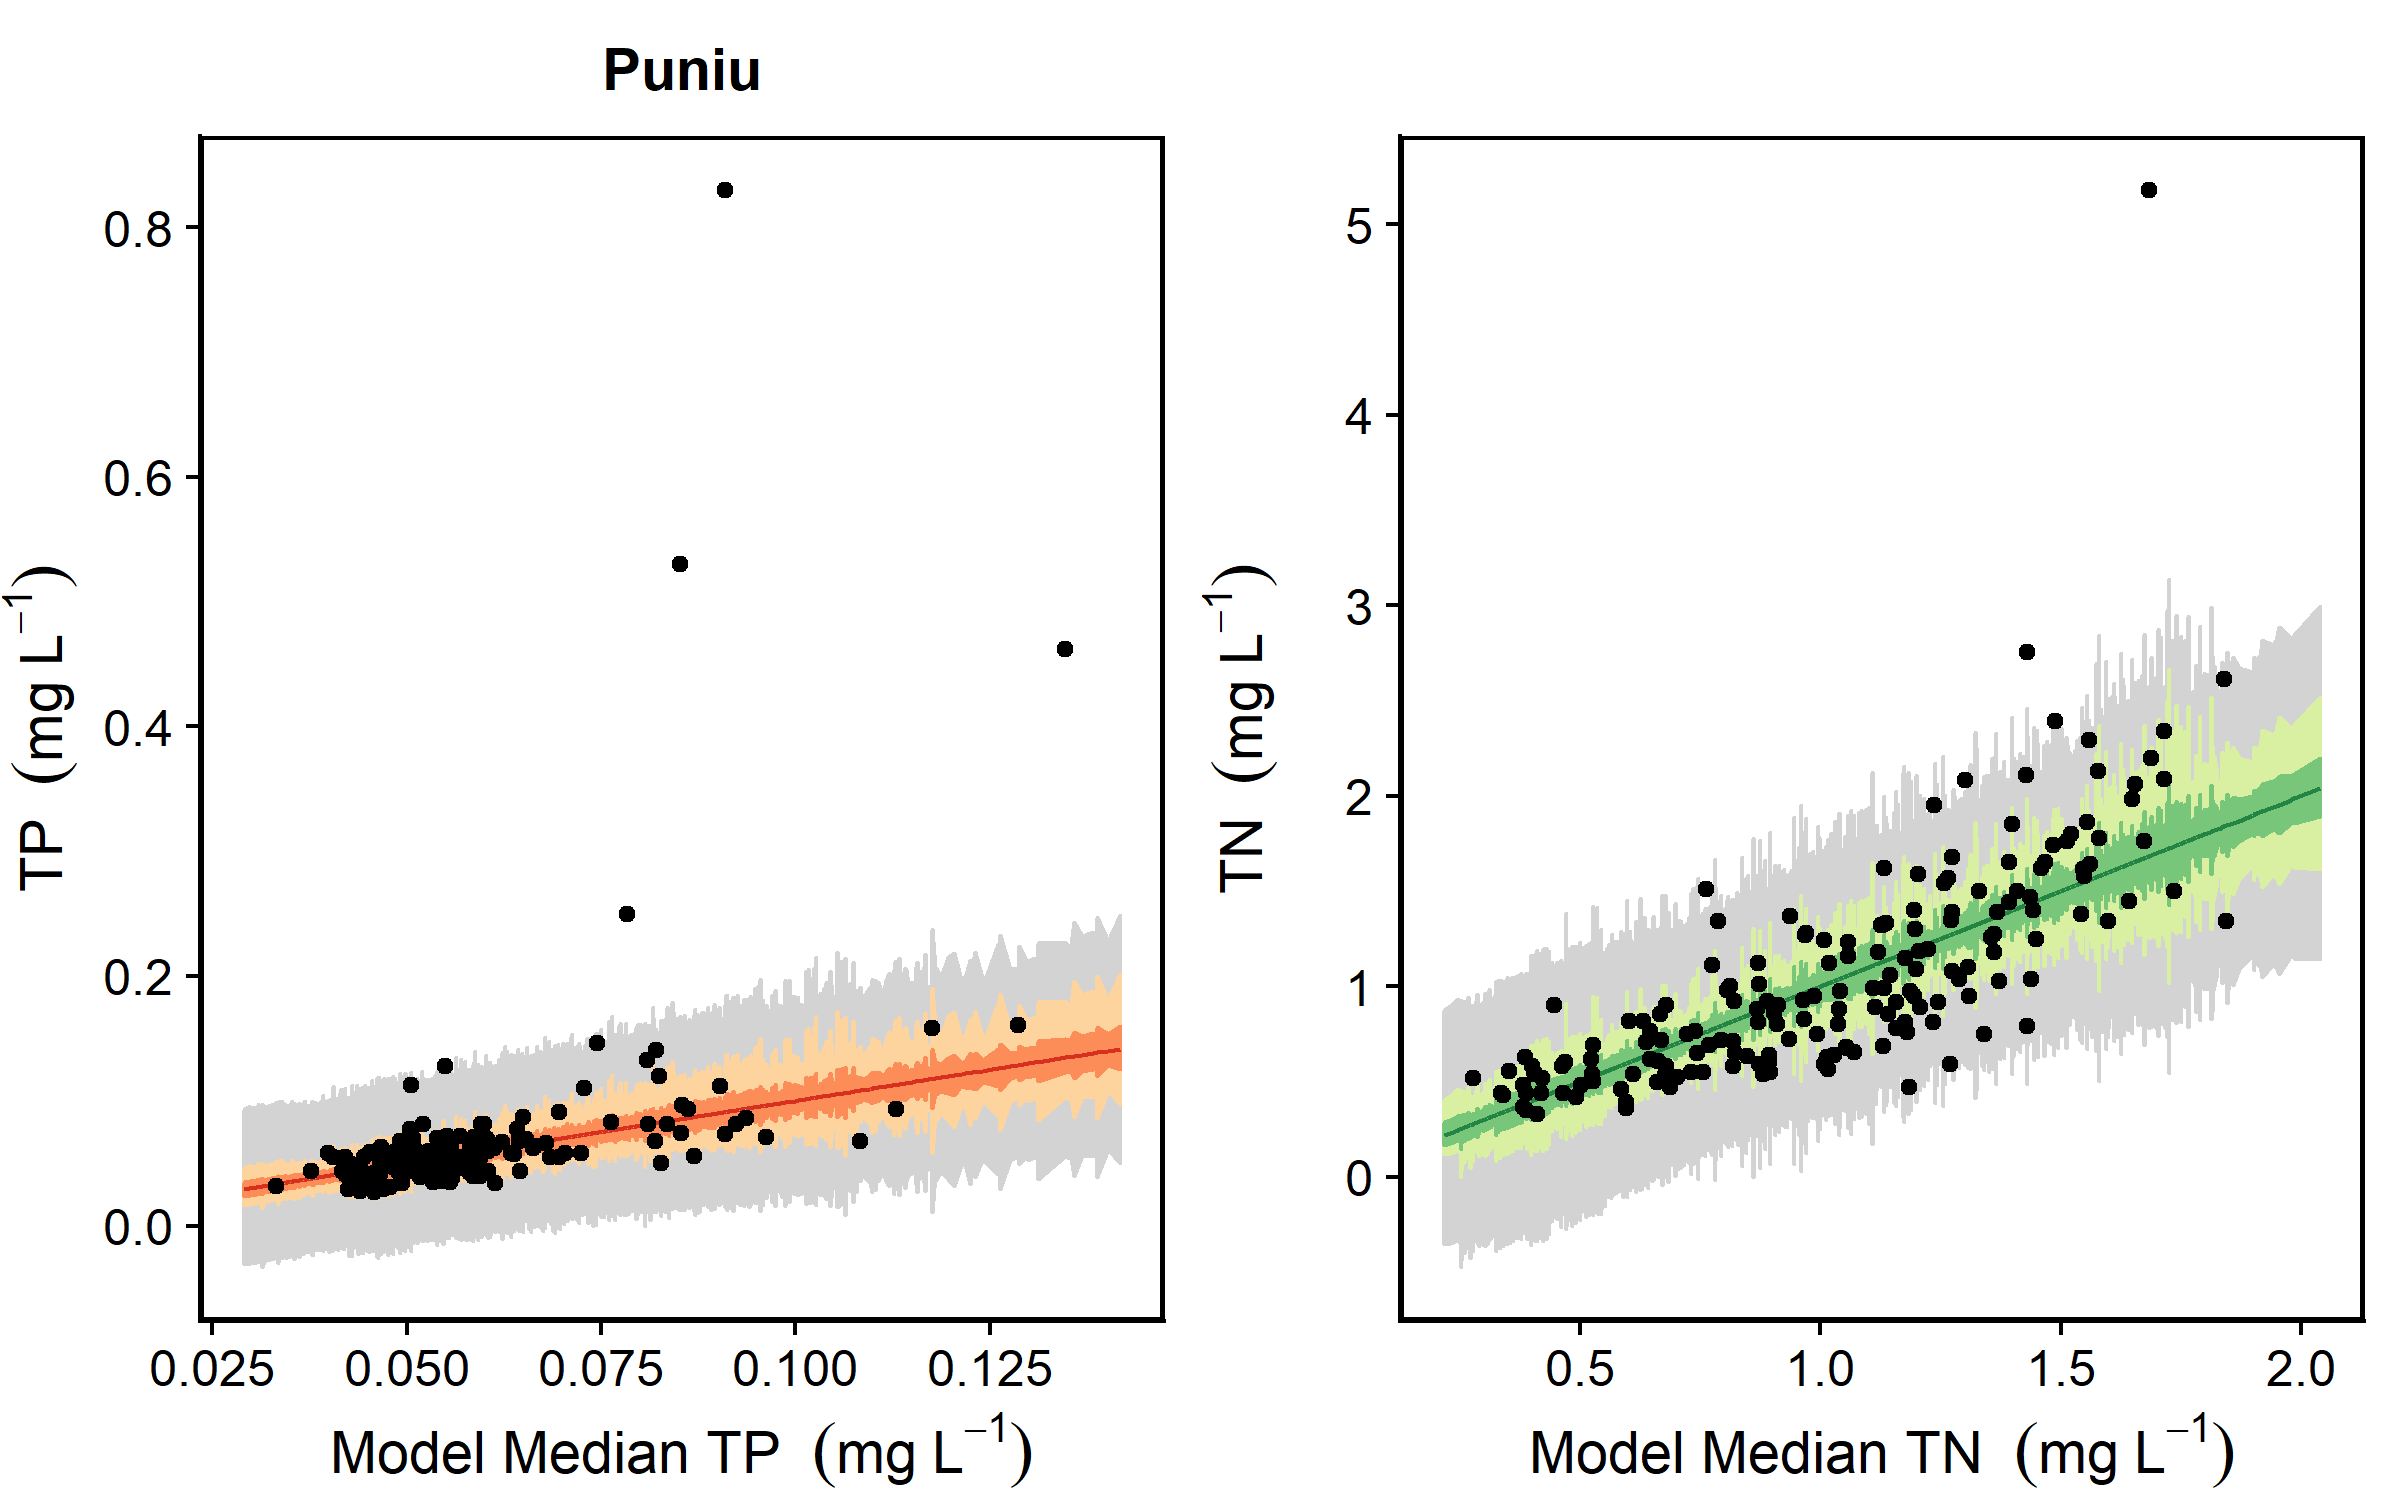 Puniu
TP (mg L⁻¹)
0.8
0.6
0.4
0.2
0.0
0.025 0.050 0.075 0.100 0.125
Model Median TP (mg L⁻¹)
TN (mg L⁻¹)
5
4
3
2
1
0
0.5 1.0 1.5 2.0
Model Median TN (mg L⁻¹)